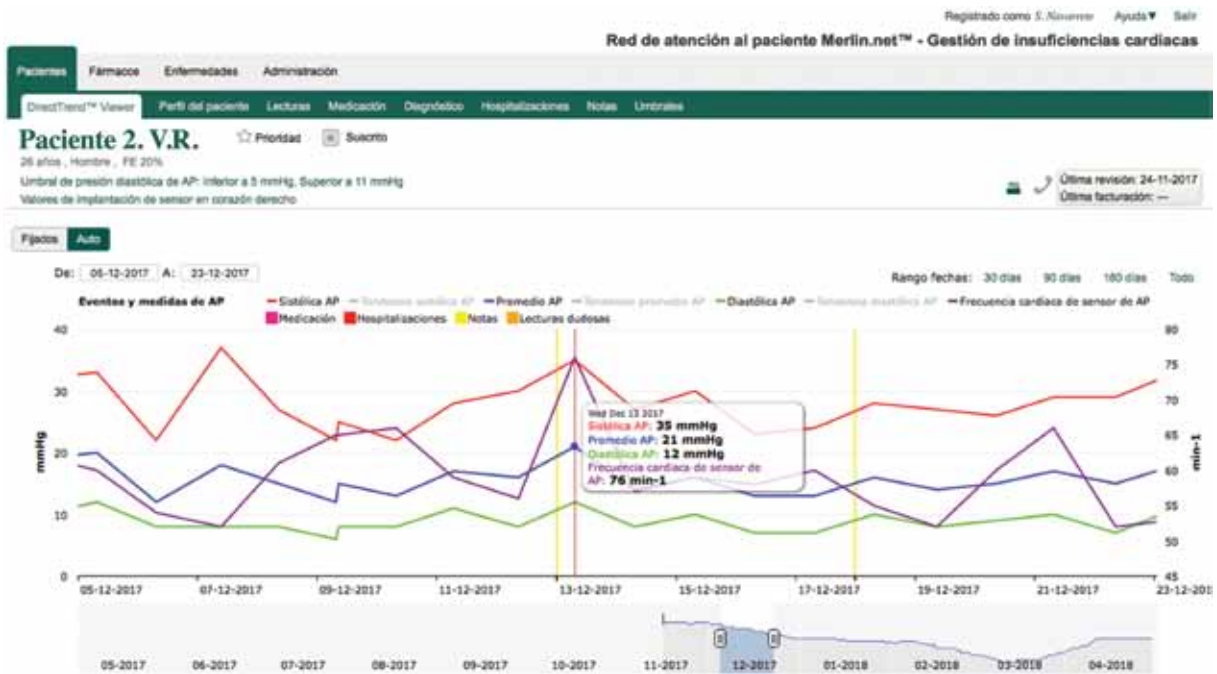 Registrado como S. Navarro Ayuda▼ Salir
Red de atención al paciente Merlin.net™ - Gestión de insuficiencias cardiacas
Pacientes Fármacos Enfermedades Administración
DirectTrend™ Viewer Perfil del paciente Lecturas Medicación Diagnóstico Hospitalizaciones Notas Umbrales
Paciente 2. V.R. Prioridad Suscrito
26 años , Hombre , FE 20%
Umbral de presión diastólica de AP: Inferior a 5 mmHg, Superior a 11 mmHg
Valores de implantación de sensor en corazón derecho
Última revisión: 24-11-2017
Última facturación: ---
Fijados Auto
De: 05-12-2017 A: 23-12-2017
Rango fechas: 30 días 90 días 180 días Todo
Eventos y medidas de AP Sistólica AP Tendencia sistólica AP Promedio AP Tendencia promedio AP Diastólica AP Tendencia diastólica AP Frecuencia cardiaca de sensor de AP
Medicación Hospitalizaciones Notas Lecturas dudosas
40 80
75
30 70
65
mmHg 20 60 min-1
55
10 50
0 45
Wed Dec 13 2017
Sistólica AP: 35 mmHg
Promedio AP: 21 mmHg
Diastólica AP: 12 mmHg
Frecuencia cardiaca de sensor de
AP: 76 min-1
05-12-2017 07-12-2017 09-12-2017 11-12-2017 13-12-2017 15-12-2017 17-12-2017 19-12-2017 21-12-2017 23-12-201
05-2017 06-2017 07-2017 08-2017 09-2017 10-2017 11-2017 12-2017 01-2018 02-2018 03-2018 04-2018